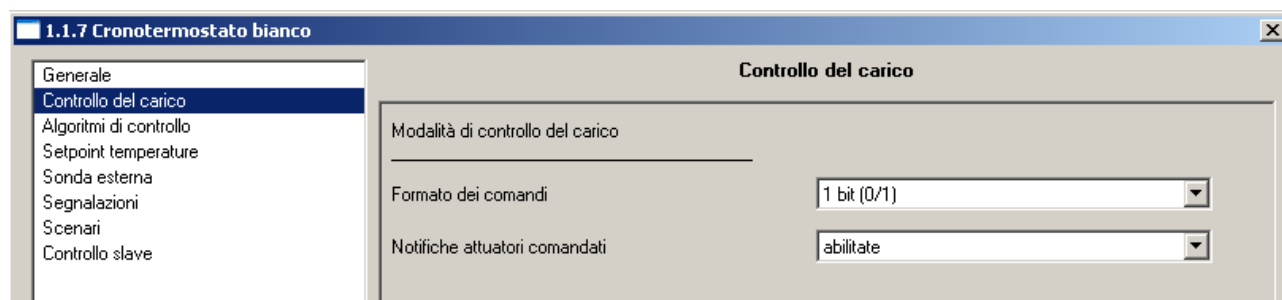 1.1.7 Cronotermostato bianco
Generale
Controllo del carico
Algoritmi di controllo
Setpoint temperature
Sonda esterna
Segnalazioni
Scenari
Controllo slave
Controllo del carico
Modalità di controllo del carico
Formato dei comandi 1 bit (0/1)
Notifiche attuatori comandati abilitate